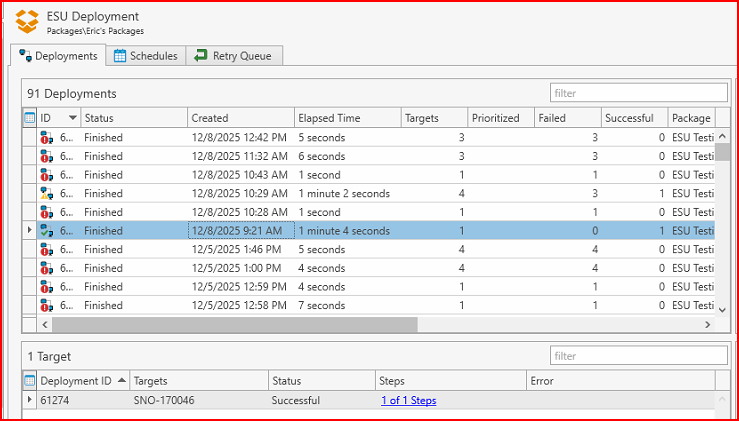 ESU Deployment
Packages\Eric's Packages
Deployments Schedules Retry Queue
91 Deployments filter
ID Status Created Elapsed Time Targets Prioritized Failed Successful Package
6... Finished 12/8/2025 12:42 PM 5 seconds 3 3 0 ESU Testi
6... Finished 12/8/2025 11:32 AM 6 seconds 3 3 0 ESU Testi
6... Finished 12/8/2025 10:43 AM 1 second 1 1 0 ESU Testi
6... Finished 12/8/2025 10:29 AM 1 minute 2 seconds 4 3 1 ESU Testi
6... Finished 12/8/2025 10:28 AM 1 second 1 1 0 ESU Testi
6... Finished 12/8/2025 9:21 AM 1 minute 4 seconds 1 0 1 ESU Testi
6... Finished 12/5/2025 1:46 PM 5 seconds 4 4 0 ESU Testi
6... Finished 12/5/2025 1:00 PM 4 seconds 4 4 0 ESU Testi
6... Finished 12/5/2025 12:59 PM 4 seconds 1 1 0 ESU Testi
6... Finished 12/5/2025 12:58 PM 7 seconds 1 1 0 ESU Testi
1 Target filter
Deployment ID Targets Status Steps Error
61274 SNO-170046 Successful 1 of 1 Steps